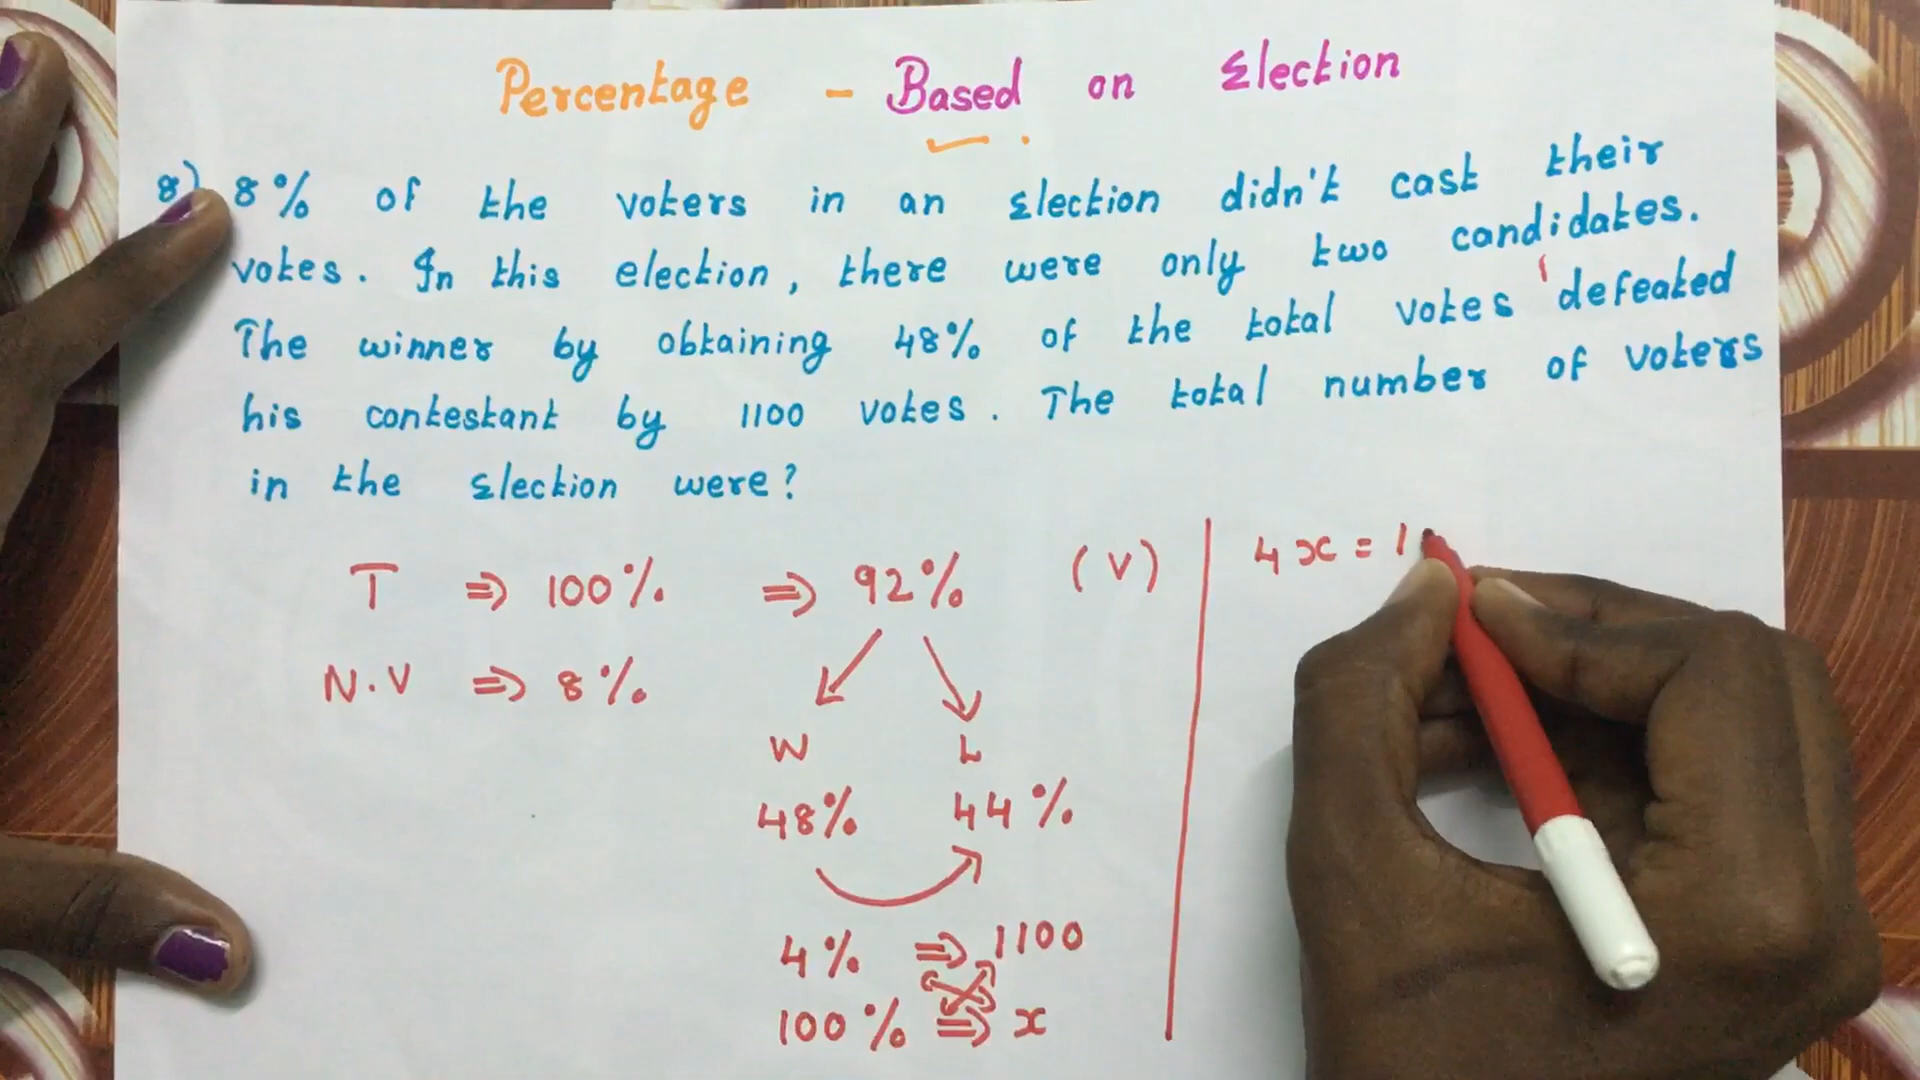 Percentage - Based on Election
8) 8% of the voters in an Election didn't cast their
votes. In this election, there were only two candidates.
The winner by obtaining 48% of the total votes defeated
his contestant by 1100 votes. The total number of voters
in the Election were?
T ⇒ 100% ⇒ 92% (V)
N.V ⇒ 8%
W L
48% 44%
4% ⇒ 1100
100% ⇒ x
4x = 1